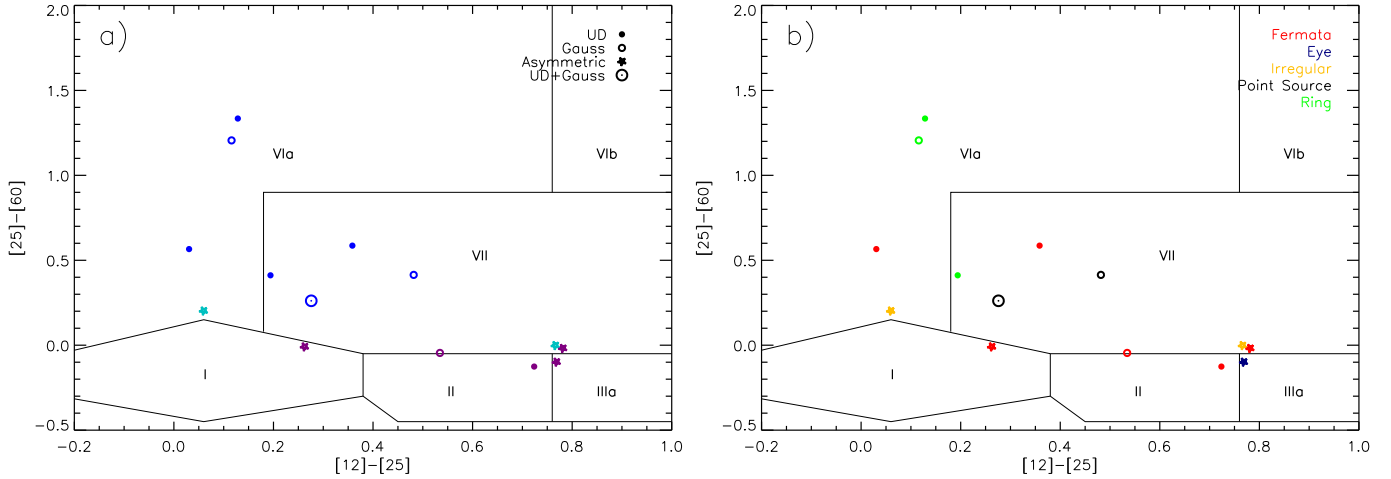 a)
UD
Gauss
Asymmetric
UD+Gauss
VIa
VIb
VII
I
II
IIIa
2.0
1.5
1.0
0.5
0.0
−0.5
−0.2
0.0
0.2
0.4
0.6
0.8
1.0
[12]−[25]
[25]−[60]
b)
Fermata
Eye
Irregular
Point Source
Ring
VIa
VIb
VII
I
II
IIIa
2.0
1.5
1.0
0.5
0.0
−0.5
−0.2
0.0
0.2
0.4
0.6
0.8
1.0
[12]−[25]
[25]−[60]